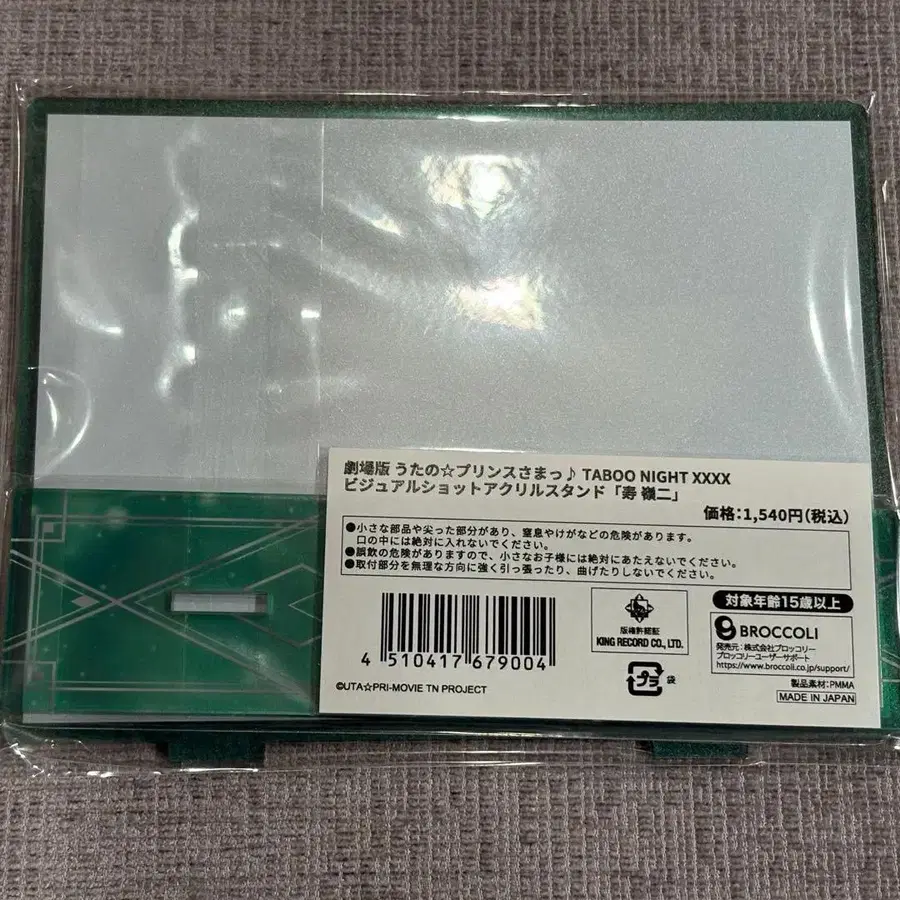 劇場版 うたの☆プリンスさまっ♪ TABOO NIGHT XXXX
ビジュアルショットアクリルスタンド「寿 嶺二」
価格:1,540円(税込)
●小さな部品や尖った部分があり、窒息やけがなどの危険があります。
口の中には絶対に入れないでください。
●誤飲の危険がありますので、小さなお子様には絶対にあたえないでください。
●取付部分を無理な方向に強く引っ張ったり、曲げたりしないでください。
4 510417 679004
©UTA☆PRI-MOVIE TN PROJECT
版権許諾証
KING RECORD CO., LTD.
プラ
袋
対象年齢15歳以上
BROCCOLI
発売元:株式会社ブロッコリー
ブロッコリーユーザーサポート
https://www.broccoli.co.jp/support/
製品素材:PMMA
MADE IN JAPAN